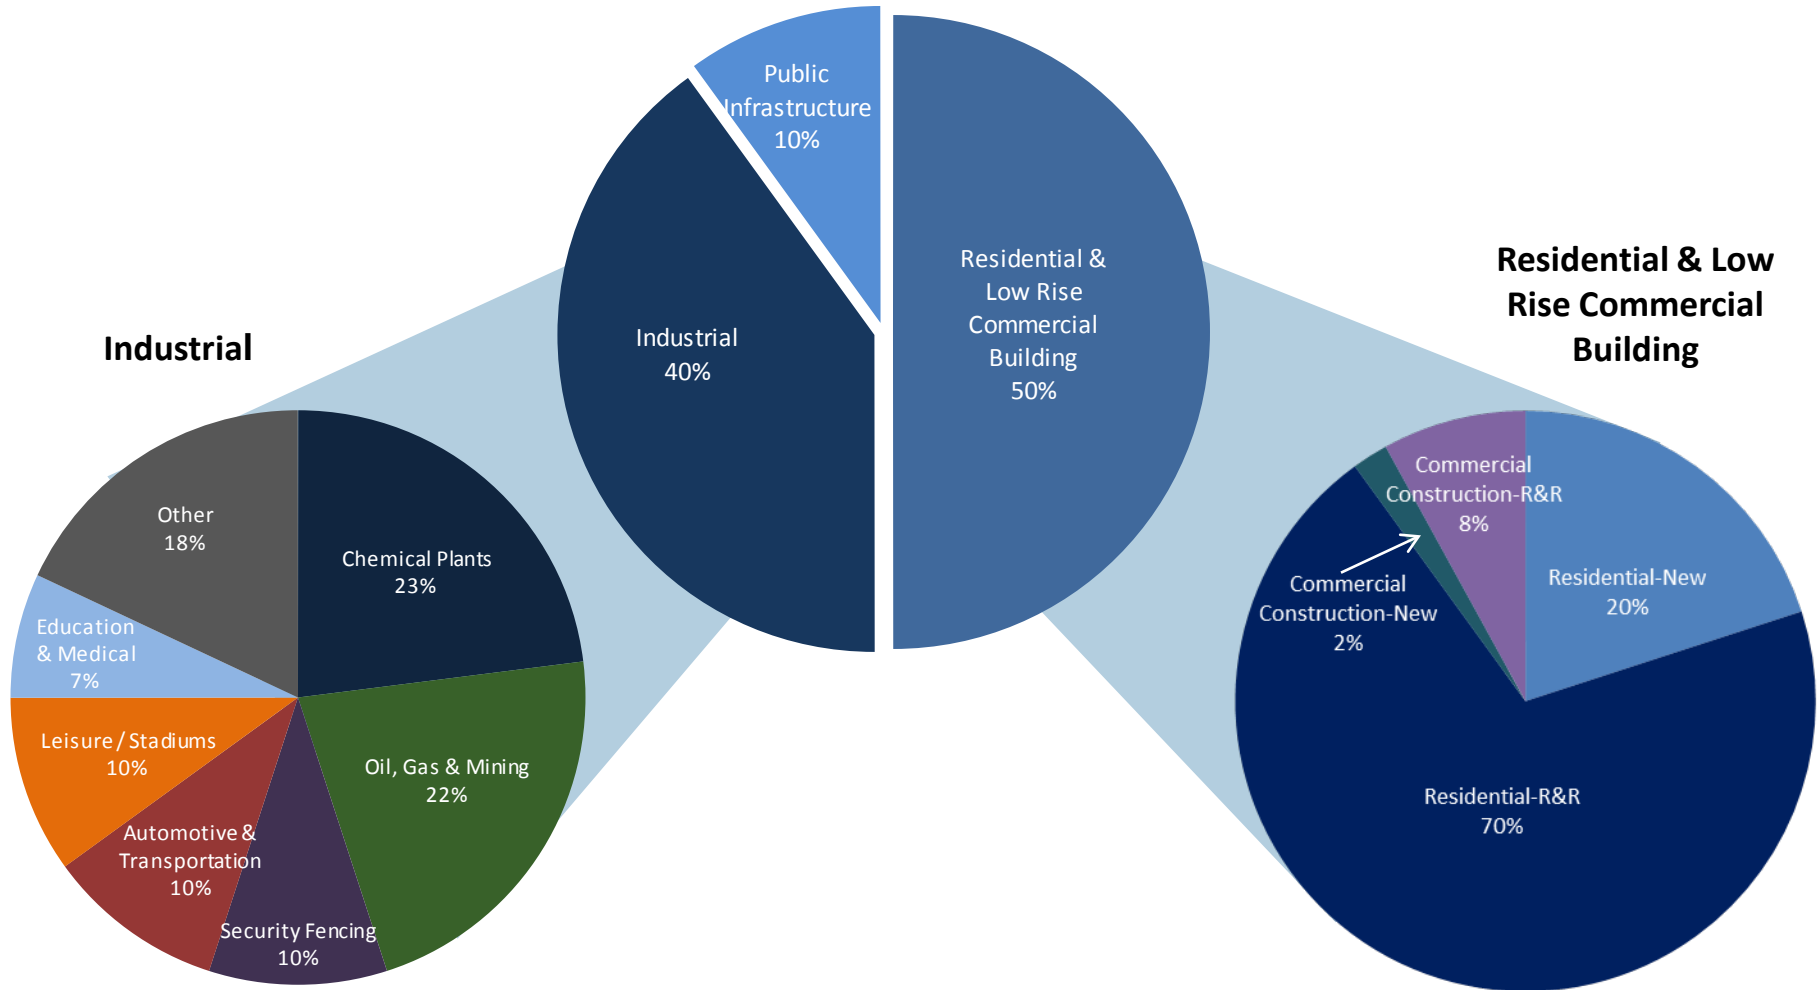 Public
Infrastructure
10%
Residential &
Low Rise
Commercial
Building
50%
Industrial
40%
Industrial
Other
18%
Chemical Plants
23%
Education
& Medical
7%
Leisure / Stadiums
10%
Oil, Gas & Mining
22%
Automotive &
Transportation
10%
Security Fencing
10%
Residential & Low
Rise Commercial
Building
Commercial
Construction-R&R
8%
Residential-New
20%
Commercial
Construction-New
2%
Residential-R&R
70%